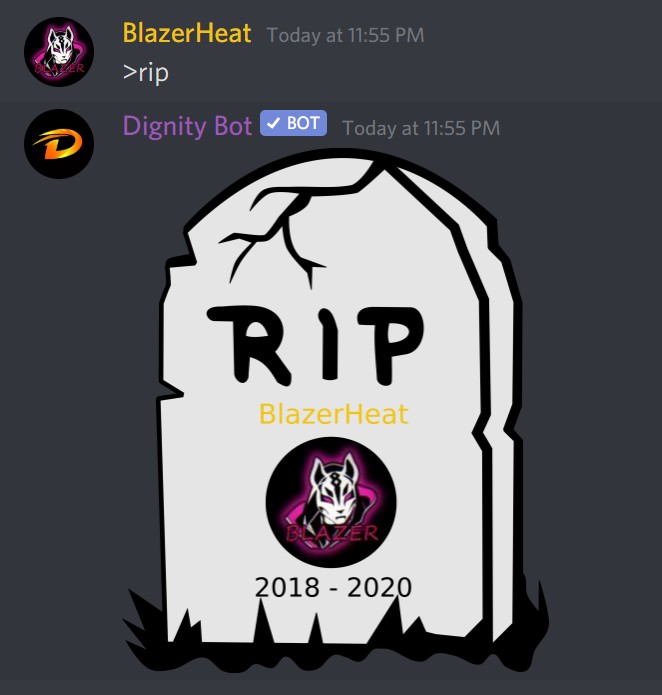 BlazerHeat Today at 11:55 PM
>rip
BLAZER
Dignity Bot ✓ BOT Today at 11:55 PM
RIP
BlazerHeat
BLAZER
2018 - 2020